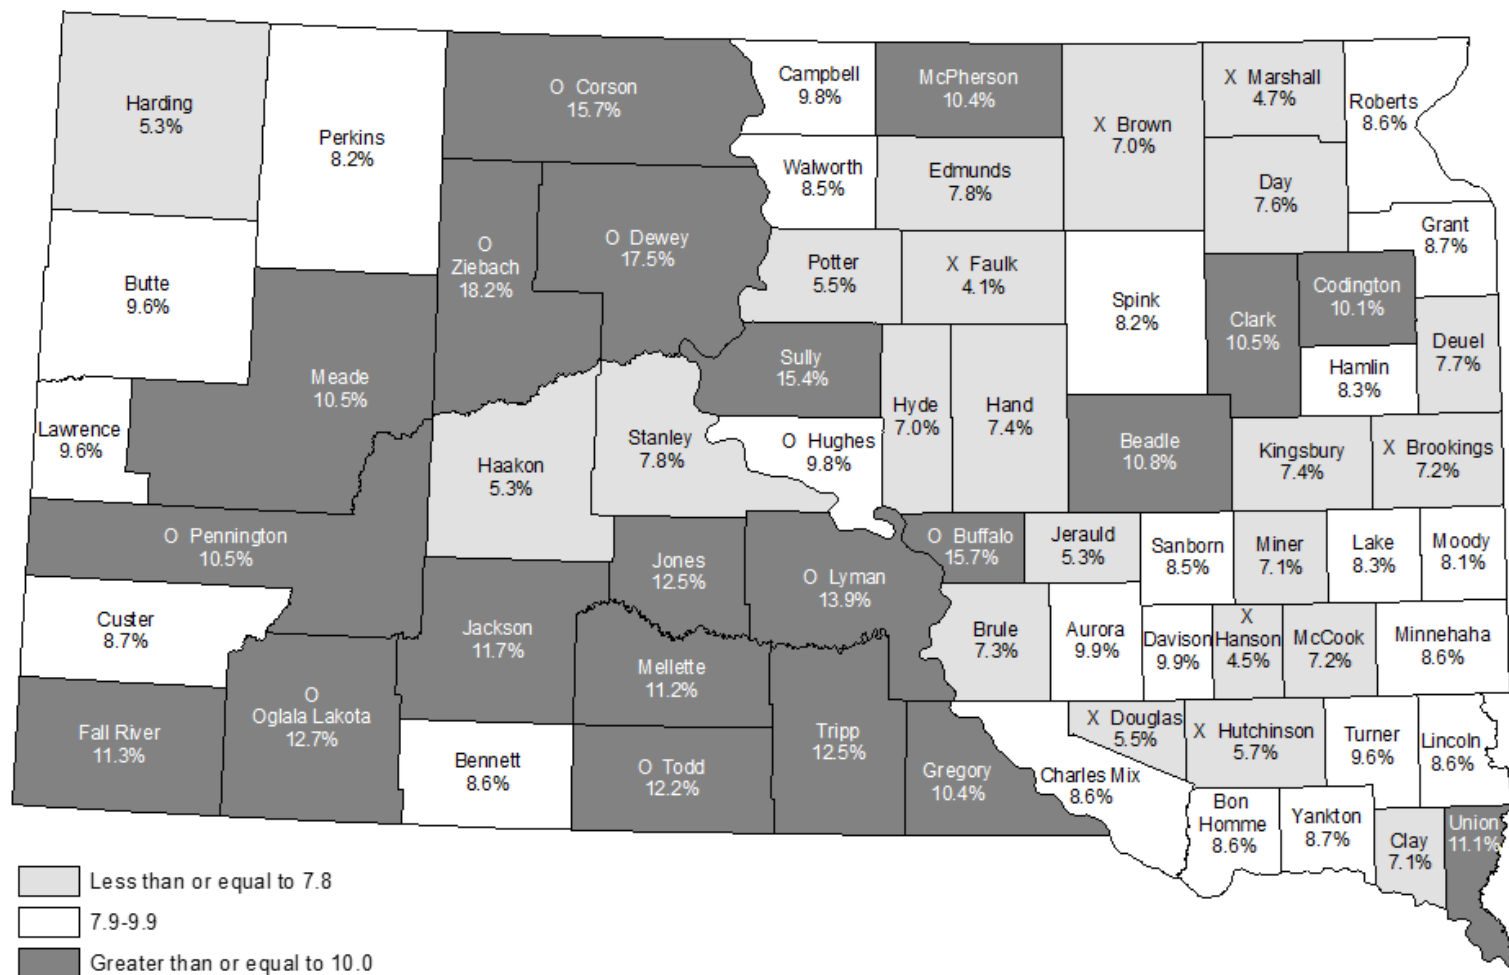 Harding
5.3%
Perkins
8.2%
O Corson
15.7%
Campbell
9.8%
McPherson
10.4%
X Brown
7.0%
X Marshall
4.7%
Roberts
8.6%
Walworth
8.5%
Edmunds
7.8%
Day
7.6%
Grant
8.7%
Butte
9.6%
O
Ziebach
18.2%
O Dewey
17.5%
Potter
5.5%
X Faulk
4.1%
Spink
8.2%
Clark
10.5%
Codington
10.1%
Deuel
7.7%
Meade
10.5%
Sully
15.4%
Hamlin
8.3%
Lawrence
9.6%
Haakon
5.3%
Stanley
7.8%
O Hughes
9.8%
Hyde
7.0%
Hand
7.4%
Beadle
10.8%
Kingsbury
7.4%
X Brookings
7.2%
O Pennington
10.5%
Jones
12.5%
O Lyman
13.9%
O Buffalo
15.7%
Jerauld
5.3%
Sanborn
8.5%
Miner
7.1%
Lake
8.3%
Moody
8.1%
Custer
8.7%
Jackson
11.7%
Mellette
11.2%
Brule
7.3%
Aurora
9.9%
Davison
9.9%
X
Hanson
4.5%
McCook
7.2%
Minnehaha
8.6%
Fall River
11.3%
O
Oglala Lakota
12.7%
Bennett
8.6%
O Todd
12.2%
Tripp
12.5%
Gregory
10.4%
Charles Mix
8.6%
X Douglas
5.5%
X Hutchinson
5.7%
Turner
9.6%
Lincoln
8.6%
Bon
Homme
8.6%
Yankton
8.7%
Clay
7.1%
Union
11.1%
Less than or equal to 7.8
7.9-9.9
Greater than or equal to 10.0